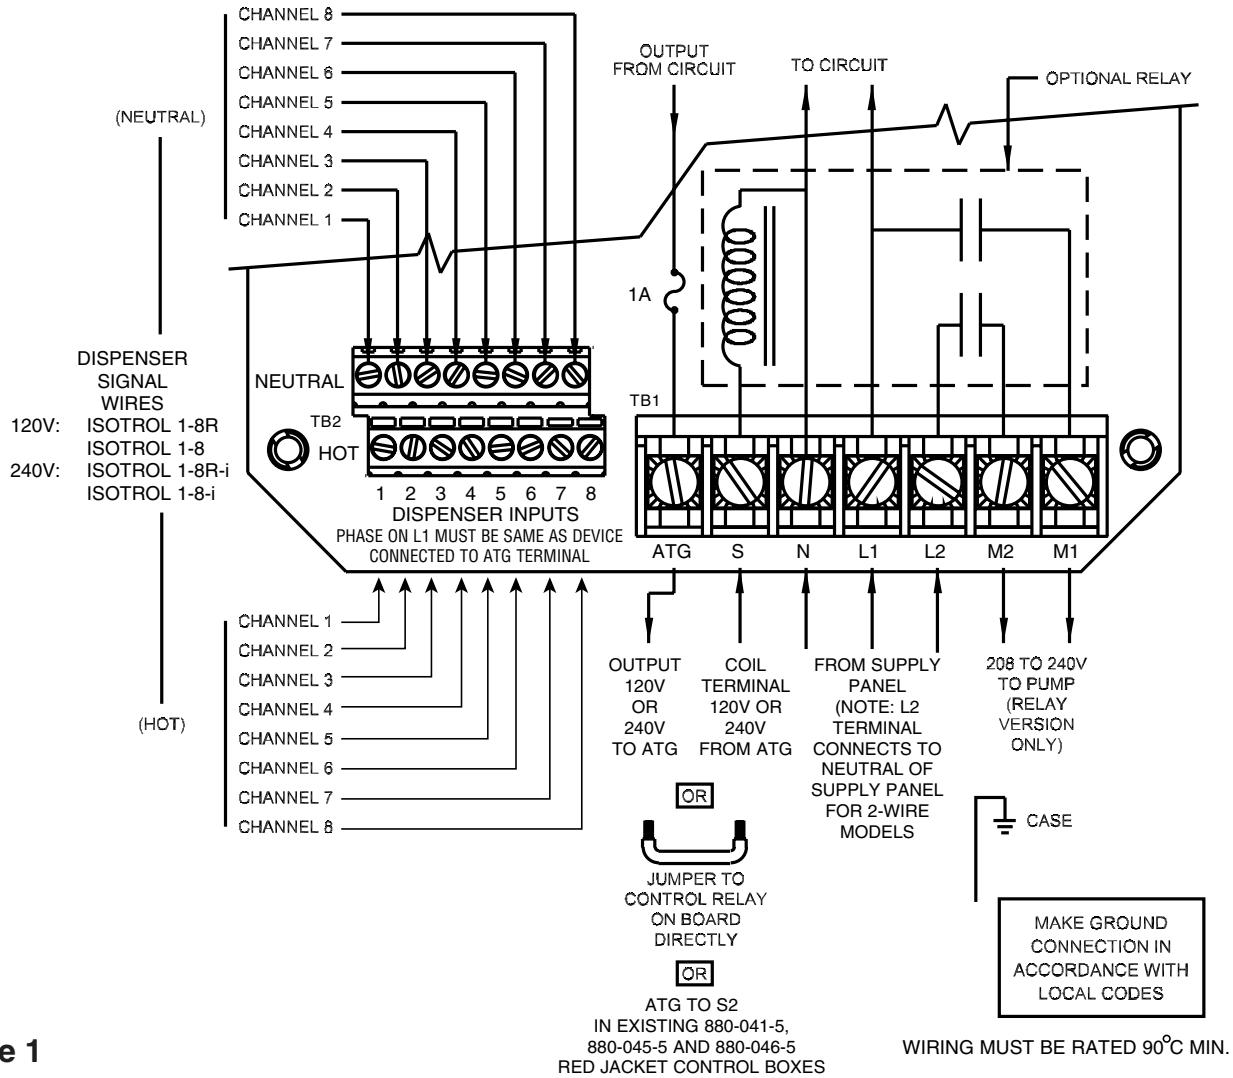 CHANNEL 8
CHANNEL 7
CHANNEL 6
CHANNEL 5
CHANNEL 4
CHANNEL 3
CHANNEL 2
CHANNEL 1
(NEUTRAL)
OUTPUT
FROM CIRCUIT
TO CIRCUIT
OPTIONAL RELAY
1A
DISPENSER
SIGNAL
WIRES
120V: ISOTROL 1-8R
ISOTROL 1-8
240V: ISOTROL 1-8R-i
ISOTROL 1-8-i
NEUTRAL
TB2
HOT
TB1
1 2 3 4 5 6 7 8
DISPENSER INPUTS
PHASE ON L1 MUST BE SAME AS DEVICE
CONNECTED TO ATG TERMINAL
ATG S N L1 L2 M2 M1
(HOT)
CHANNEL 1
CHANNEL 2
CHANNEL 3
CHANNEL 4
CHANNEL 5
CHANNEL 6
CHANNEL 7
CHANNEL 8
OUTPUT
120V
OR
240V
TO ATG
COIL
TERMINAL
120V OR
240V
FROM ATG
FROM SUPPLY
PANEL
(NOTE: L2
TERMINAL
CONNECTS TO
NEUTRAL OF
SUPPLY PANEL
FOR 2-WIRE
MODELS
208 TO 240V
TO PUMP
(RELAY
VERSION
ONLY)
OR
JUMPER TO
CONTROL RELAY
ON BOARD
DIRECTLY
OR
ATG TO S2
IN EXISTING 880-041-5,
880-045-5 AND 880-046-5
RED JACKET CONTROL BOXES
CASE
MAKE GROUND
CONNECTION IN
ACCORDANCE WITH
LOCAL CODES
WIRING MUST BE RATED 90°C MIN.
e 1